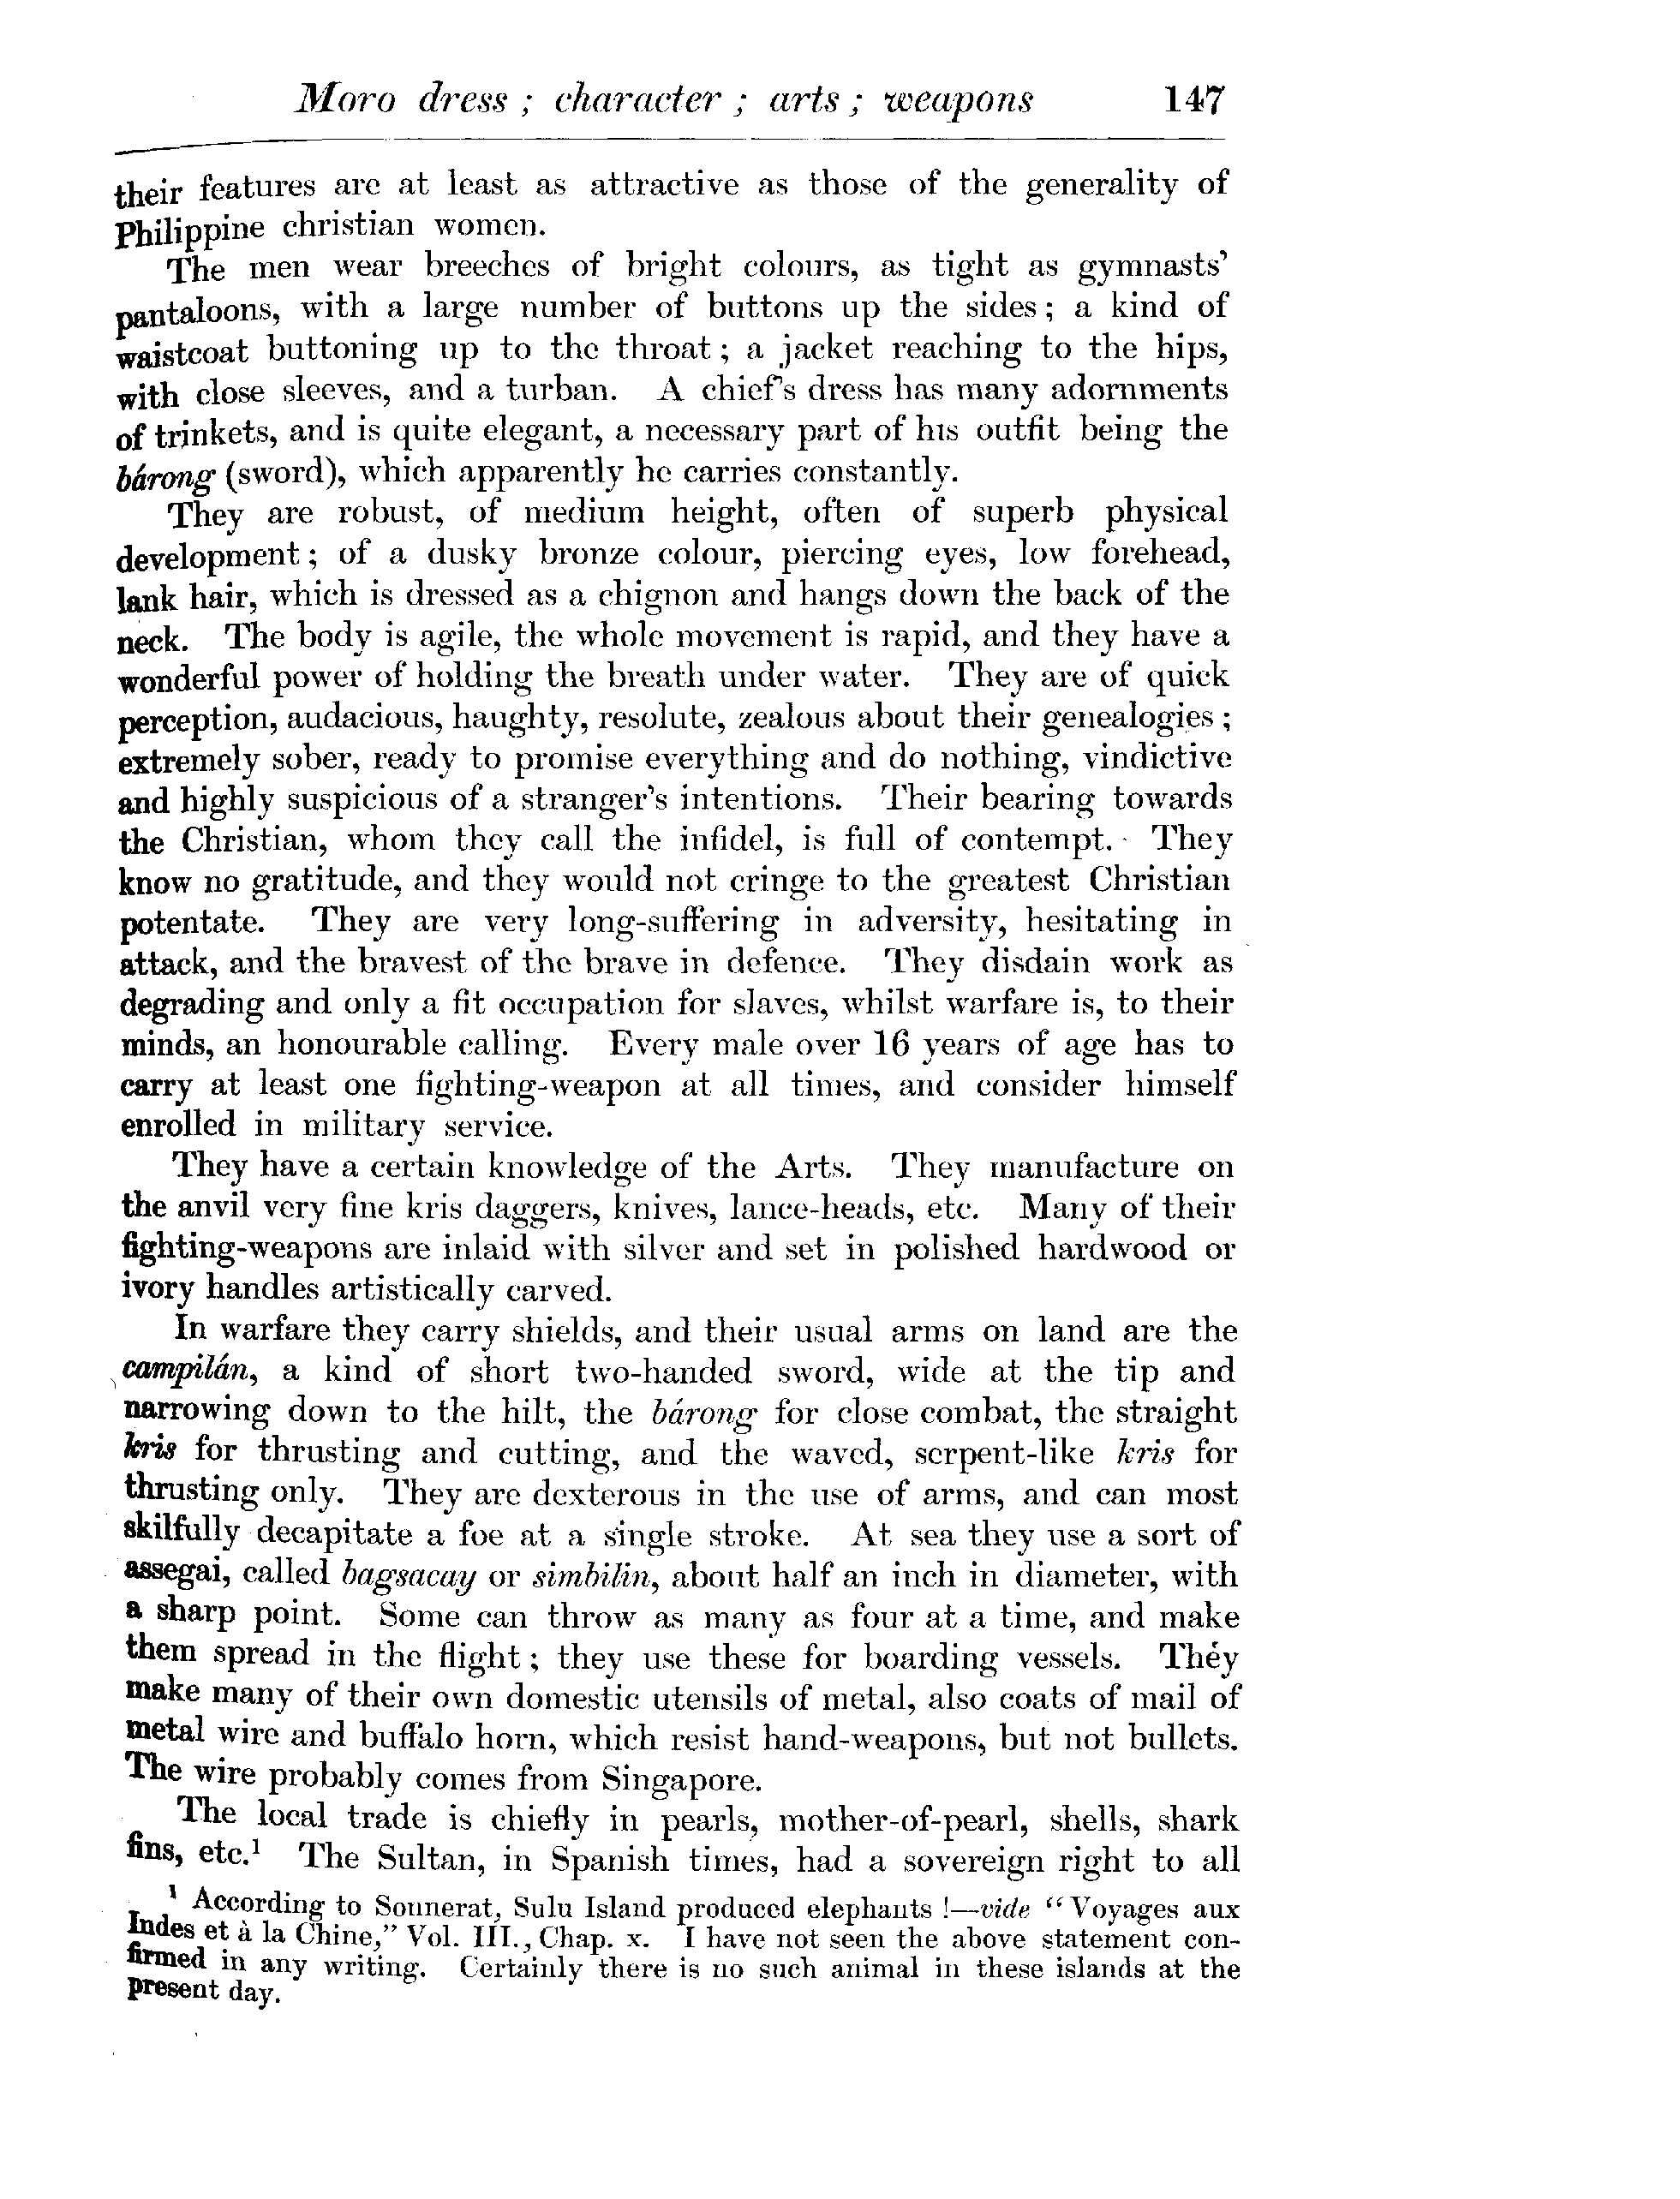 Moro dress ; character ; arts ; weapons 147
their features are at least as attractive as those of the generality of
Philippine christian women.
The men wear breeches of bright colours, as tight as gymnasts'
pantaloons, with a large number of buttons up the sides ; a kind of
waistcoat buttoning up to the throat ; a jacket reaching to the hips,
with close sleeves, and a turban. A chief's dress has many adornments
of trinkets, and is quite elegant, a necessary part of his outfit being the
bárong (sword), which apparently he carries constantly.
They are robust, of medium height, often of superb physical
development ; of a dusky bronze colour, piercing eyes, low forehead,
lank hair, which is dressed as a chignon and hangs down the back of the
neck. The body is agile, the whole movement is rapid, and they have a
wonderful power of holding the breath under water. They are of quick
perception, audacious, haughty, resolute, zealous about their genealogies ;
extremely sober, ready to promise everything and do nothing, vindictive
and highly suspicious of a stranger's intentions. Their bearing towards
the Christian, whom they call the infidel, is full of contempt. They
know no gratitude, and they would not cringe to the greatest Christian
potentate. They are very long-suffering in adversity, hesitating in
attack, and the bravest of the brave in defence. They disdain work as
degrading and only a fit occupation for slaves, whilst warfare is, to their
minds, an honourable calling. Every male over 16 years of age has to
carry at least one fighting-weapon at all times, and consider himself
enrolled in military service.
They have a certain knowledge of the Arts. They manufacture on
the anvil very fine kris daggers, knives, lance-heads, etc. Many of their
fighting-weapons are inlaid with silver and set in polished hardwood or
ivory handles artistically carved.
In warfare they carry shields, and their usual arms on land are the
campilán, a kind of short two-handed sword, wide at the tip and
narrowing down to the hilt, the bárong for close combat, the straight
kris for thrusting and cutting, and the waved, serpent-like kris for
thrusting only. They are dexterous in the use of arms, and can most
skilfully decapitate a foe at a single stroke. At sea they use a sort of
assegai, called bagsacay or simbilin, about half an inch in diameter, with
a sharp point. Some can throw as many as four at a time, and make
them spread in the flight ; they use these for boarding vessels. They
make many of their own domestic utensils of metal, also coats of mail of
metal wire and buffalo horn, which resist hand-weapons, but not bullets.
The wire probably comes from Singapore.
The local trade is chiefly in pearls, mother-of-pearl, shells, shark
fins, etc.¹ The Sultan, in Spanish times, had a sovereign right to all
¹ According to Sonnerat, Sulu Island produced elephants !—vide "Voyages aux
Indes et à la Chine," Vol. III., Chap. x. I have not seen the above statement con-
firmed in any writing. Certainly there is no such animal in these islands at the
present day.